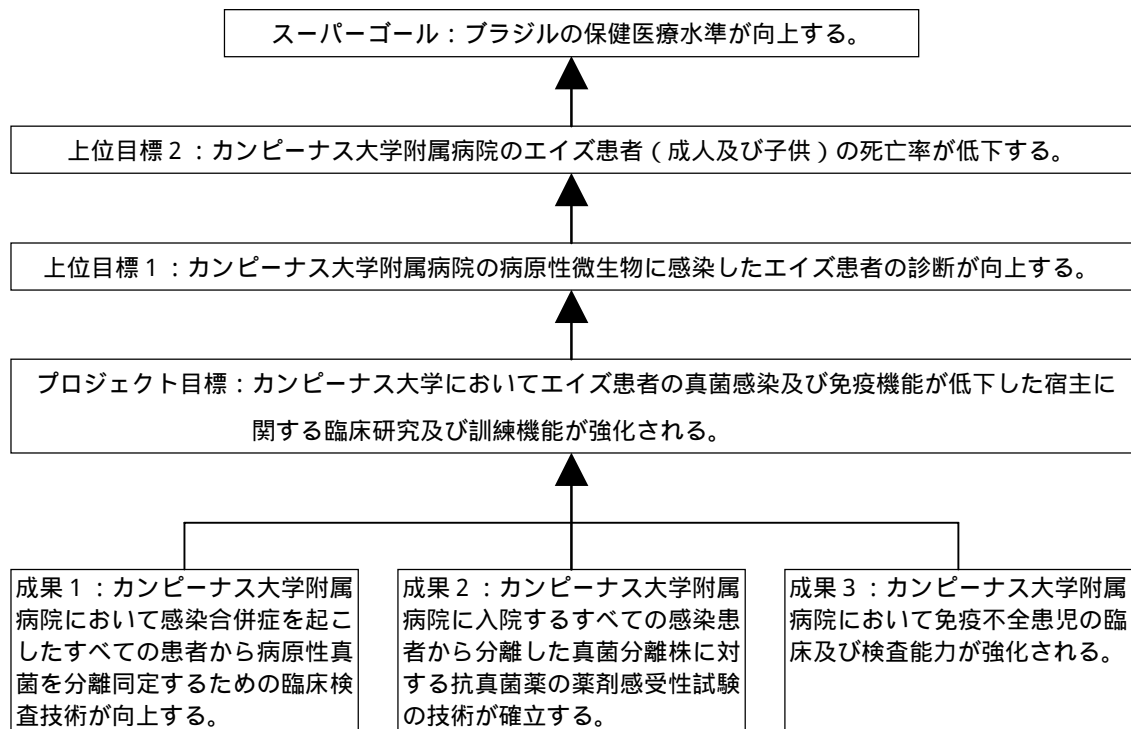 スーパーゴール：ブラジルの保健医療水準が向上する。
上位目標２：カンピーナス大学附属病院のエイズ患者（成人及び子供）の死亡率が低下する。
上位目標１：カンピーナス大学附属病院の病原性微生物に感染したエイズ患者の診断が向上する。
プロジェクト目標：カンピーナス大学においてエイズ患者の真菌感染及び免疫機能が低下した宿主に
関する臨床研究及び訓練機能が強化される。
成果１：カンピーナス大学附属
病院において感染合併症を起こ
したすべての患者から病原性真
菌を分離同定するための臨床検
査技術が向上する。
成果２：カンピーナス大学附属
病院に入院するすべての感染患
者から分離した真菌分離株に対
する抗真菌薬の薬剤感受性試験
の技術が確立する。
成果３：カンピーナス大学附属
病院において免疫不全患児の臨
床及び検査能力が強化される。